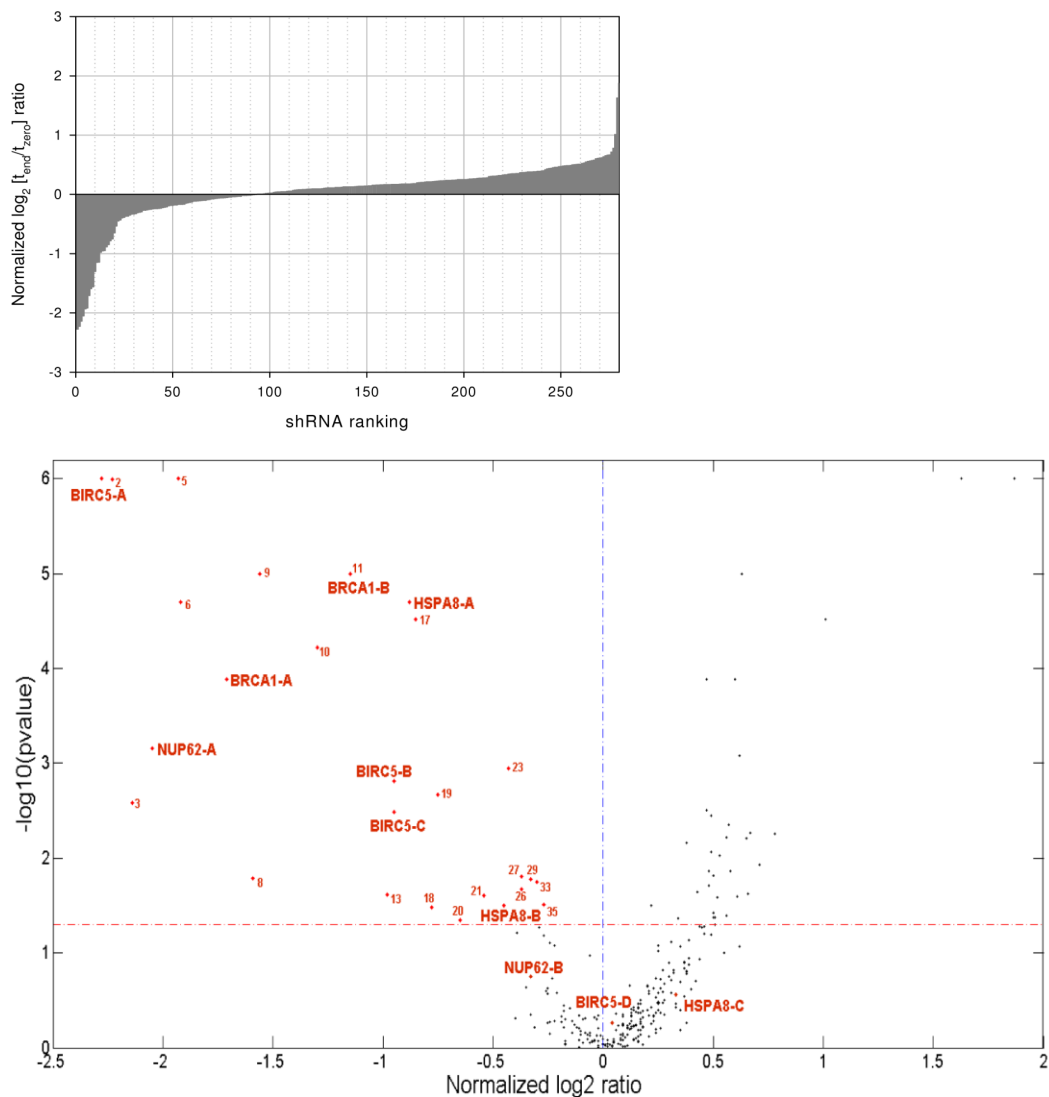 3
2
1
0
-1
-2
-3
Normalized log2 [tend/tzero] ratio
0 50 100 150 200 250
shRNA ranking
6
5
4
3
2
1
0
-log10(pvalue)
BIRC5-A
2
5
9
11
BRCA1-B
6
HSPA8-A
17
10
BRCA1-A
NUP62-A
23
BIRC5-B
19
3
BIRC5-C
27 29
8
33
26
21
13
18
20
HSPA8-B
35
NUP62-B
BIRC5-D
HSPA8-C
-2.5 -2 -1.5 -1 -0.5 0 0.5 1 1.5 2
Normalized log2 ratio